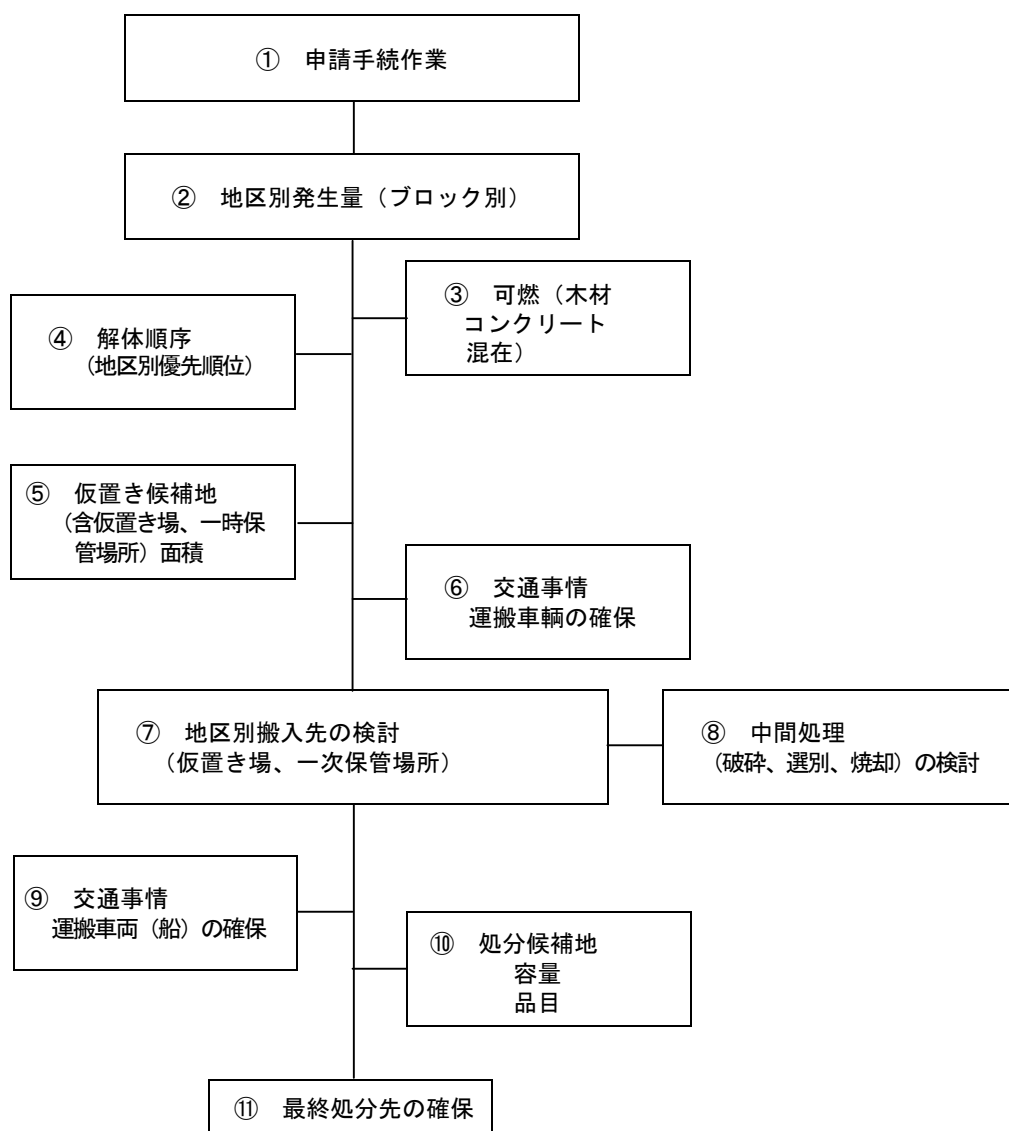 ① 申請手続作業
② 地区別発生量（ブロック別）
③ 可燃（木材
コンクリート
混在）
④ 解体順序
（地区別優先順位）
⑤ 仮置き候補地
（含仮置き場、一時保
管場所）面積
⑥ 交通事情
運搬車輌の確保
⑦ 地区別搬入先の検討
（仮置き場、一次保管場所）
⑧ 中間処理
（破砕、選別、焼却）の検討
⑨ 交通事情
運搬車両（船）の確保
⑩ 処分候補地
容量
品目
⑪ 最終処分先の確保